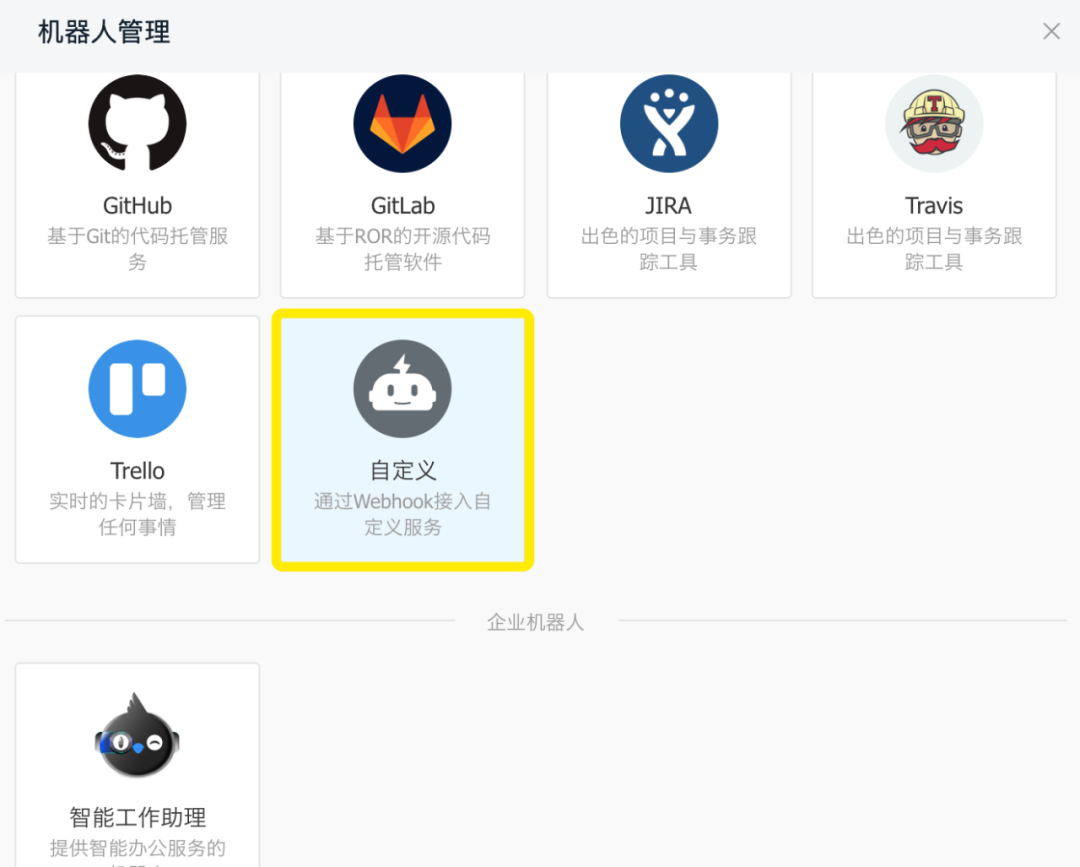 机器人管理
GitHub
基于Git的代码托管服
务
GitLab
基于ROR的开源代码
托管软件
JIRA
出色的项目与事务跟
踪工具
T
Travis
出色的项目与事务跟
踪工具
Trello
实时的卡片墙，管理
任何事情
自定义
通过Webhook接入自
定义服务
企业机器人
智能工作助理
提供智能办公服务的